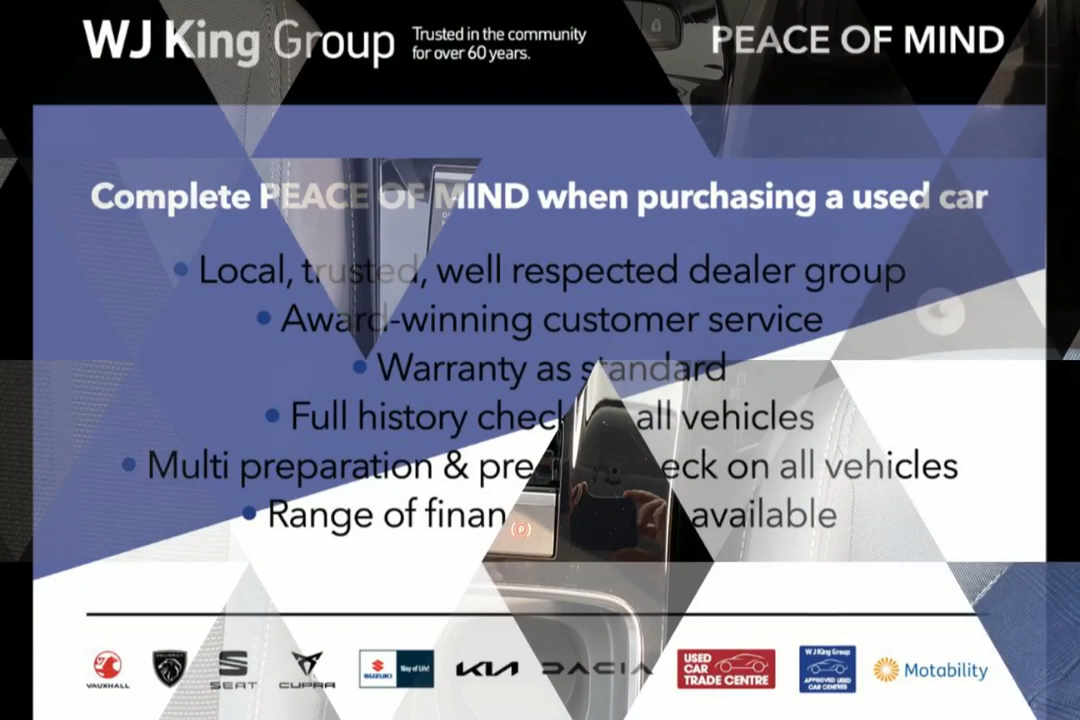 WJ King Group
Trusted in the community
for over 60 years.
PEACE OF MIND
Complete PEACE OF MIND when purchasing a used car
• Local, trusted, well respected dealer group
• Award-winning customer service
• Warranty as standard
• Full history check all vehicles
• Multi preparation & pre eck on all vehicles
• Range of finan available
VAUXHALL
PEUGEOT
SEAT
CUPRA
SUZUKI
Way of Life!
KIA
DACIA
USED
CAR
TRADE CENTRE
WJ King Group
APPROVED USED
CAR CENTRES
Motability